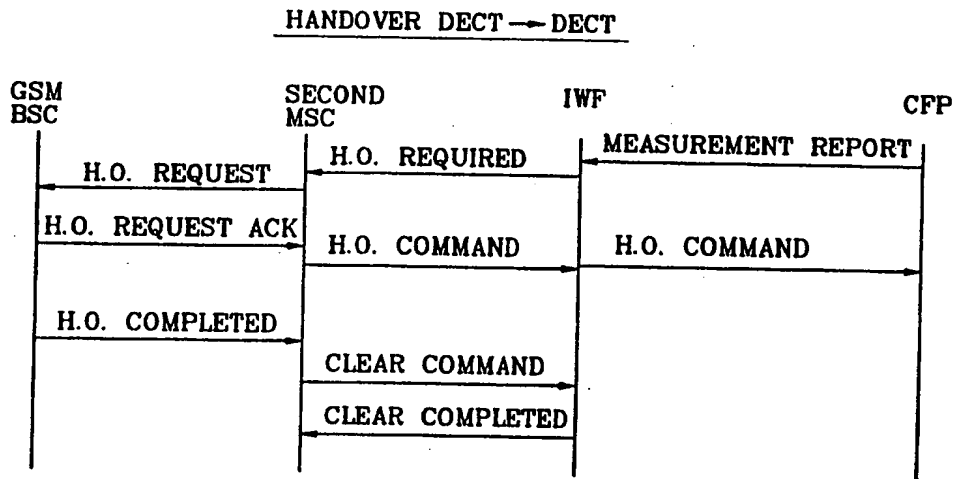 HANDOVER DECT → DECT
GSM
BSC
SECOND
MSC
IWF
CFP
MEASUREMENT REPORT
H.O. REQUIRED
H.O. REQUEST
H.O. REQUEST ACK
H.O. COMMAND
H.O. COMMAND
H.O. COMPLETED
CLEAR COMMAND
CLEAR COMPLETED